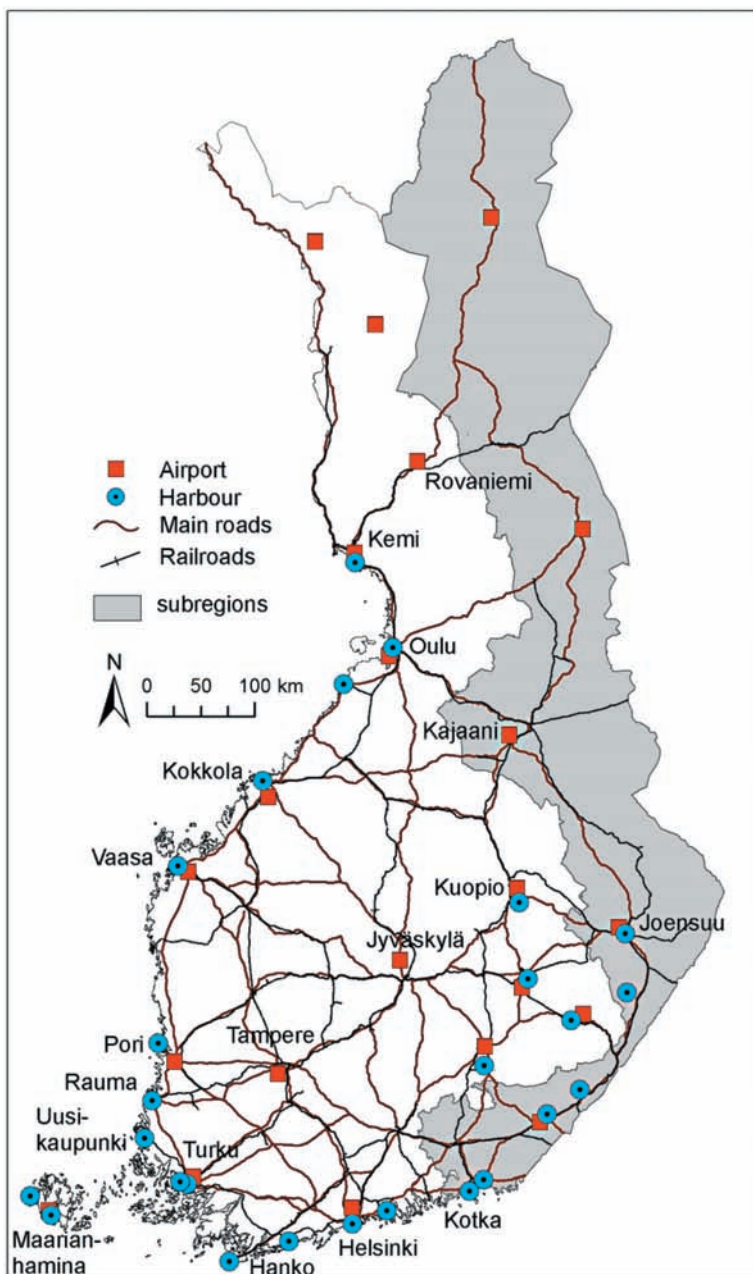 Airport
Harbour
Main roads
Railroads
subregions
N
0 50 100 km
Rovaniemi
Kemi
Oulu
Kajaani
Kokkola
Vaasa
Kuopio
Joensuu
Jyväskylä
Pori
Tampere
Rauma
Uusi-
kaupunki
Turku
Kotka
Maarian-
hamina
Helsinki
Hanko